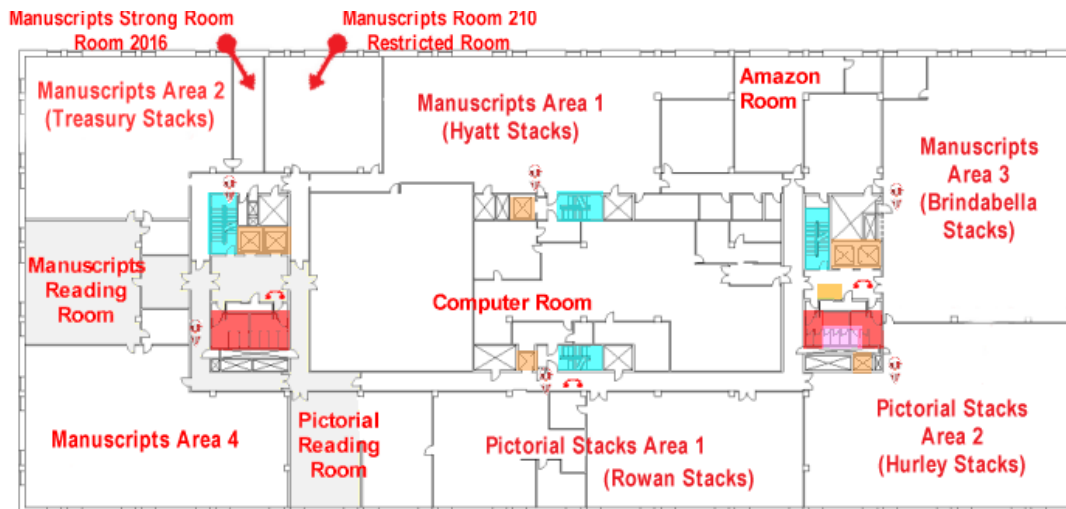 Manuscripts Strong Room
Room 2016
Manuscripts Room 210
Restricted Room
Manuscripts Area 2
(Treasury Stacks)
Manuscripts Area 1
(Hyatt Stacks)
Amazon
Room
Manuscripts
Area 3
(Brindabella
Stacks)
Manuscripts
Reading
Room
Computer Room
Manuscripts Area 4
Pictorial
Reading
Room
Pictorial Stacks Area 1
(Rowan Stacks)
Pictorial Stacks
Area 2
(Hurley Stacks)